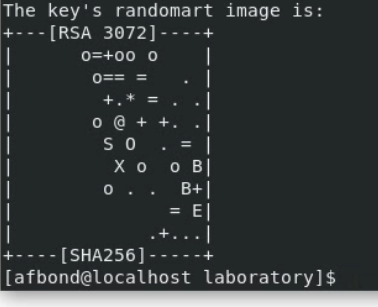 The key's randomart image is:
+---[RSA 3072]----+
|      o=+oo o    |
|       o== =   . |
|        +.* = . .|
|       o @ + +. .|
|        S O  . = |
|         X o  o B|
|        o . .  B+|
|              = E|
|            .+...|
+----[SHA256]-----+
[afbond@localhost laboratory]$